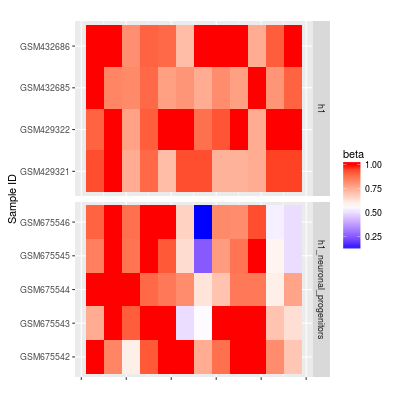 GSM432686
GSM432685
GSM429322
GSM429321
h1
GSM675546
GSM675545
GSM675544
GSM675543
GSM675542
h1_neuronal_progenitors
Sample ID
beta
1.00
0.75
0.50
0.25